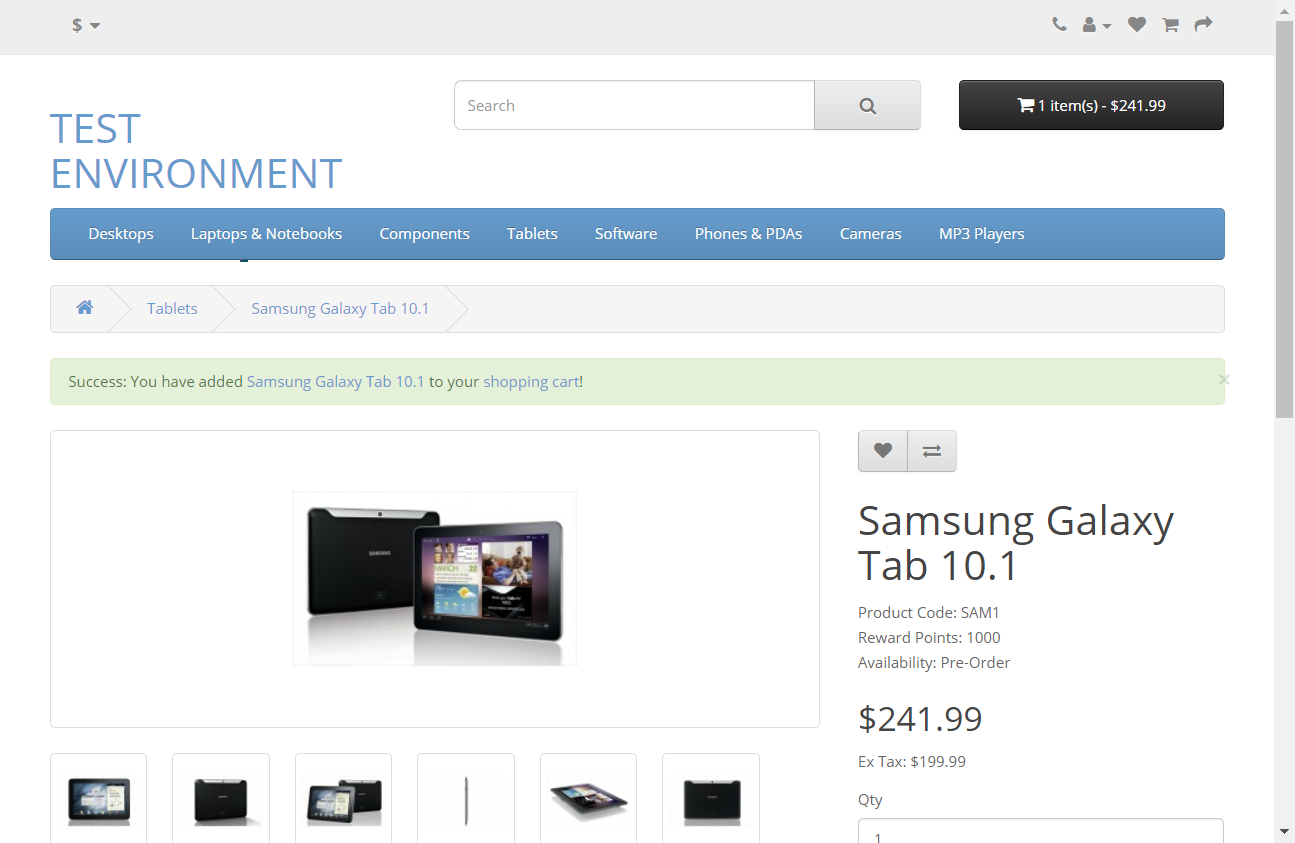 $
Search
1 item(s) - $241.99
TEST
ENVIRONMENT
Desktops Laptops & Notebooks Components Tablets Software Phones & PDAs Cameras MP3 Players
Tablets Samsung Galaxy Tab 10.1
Success: You have added Samsung Galaxy Tab 10.1 to your shopping cart!
×
SAMSUNG
MARCH 22
Samsung Galaxy
Tab 10.1
Product Code: SAM1
Reward Points: 1000
Availability: Pre-Order
$241.99
Ex Tax: $199.99
Qty
1